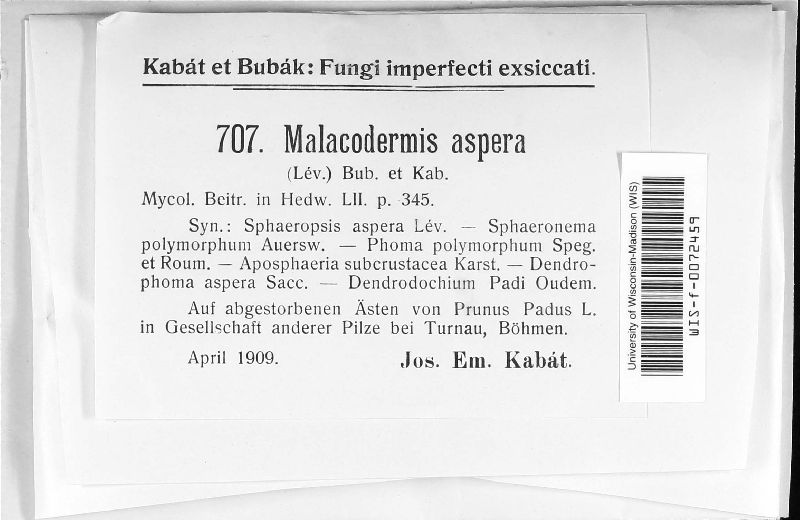 Kabát et Bubák: Fungi imperfecti exsiccati.
707. Malacodermis aspera
(Lév.) Bub. et Kab.
Mycol. Beitr. in Hedw. LII. p. 345.
Syn.: Sphaeropsis aspera Lév. — Sphaeronema
polymorphum Auersw. — Phoma polymorphum Speg.
et Roum. — Aposphaeria subcrustacea Karst. — Dendro-
phoma aspera Sacc. — Dendrodochium Padi Oudem.
Auf abgestorbenen Ästen von Prunus Padus L.
in Gesellschaft anderer Pilze bei Turnau, Böhmen.
April 1909.
Jos. Em. Kabát.
University of Wisconsin-Madison (WIS)
WIS-f-0072459